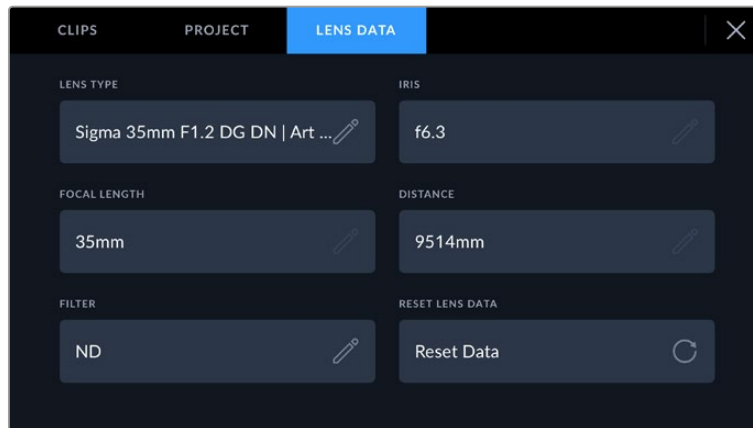 CLIPS PROJECT LENS DATA
LENS TYPE
Sigma 35mm F1.2 DG DN | Art ...
IRIS
f6.3
FOCAL LENGTH
35mm
DISTANCE
9514mm
FILTER
ND
RESET LENS DATA
Reset Data